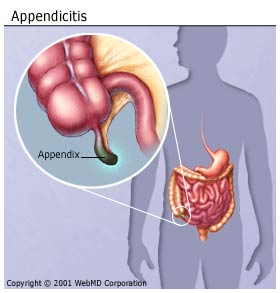 Appendicitis
Appendix
Copyright © 2001 WebMD Corporation